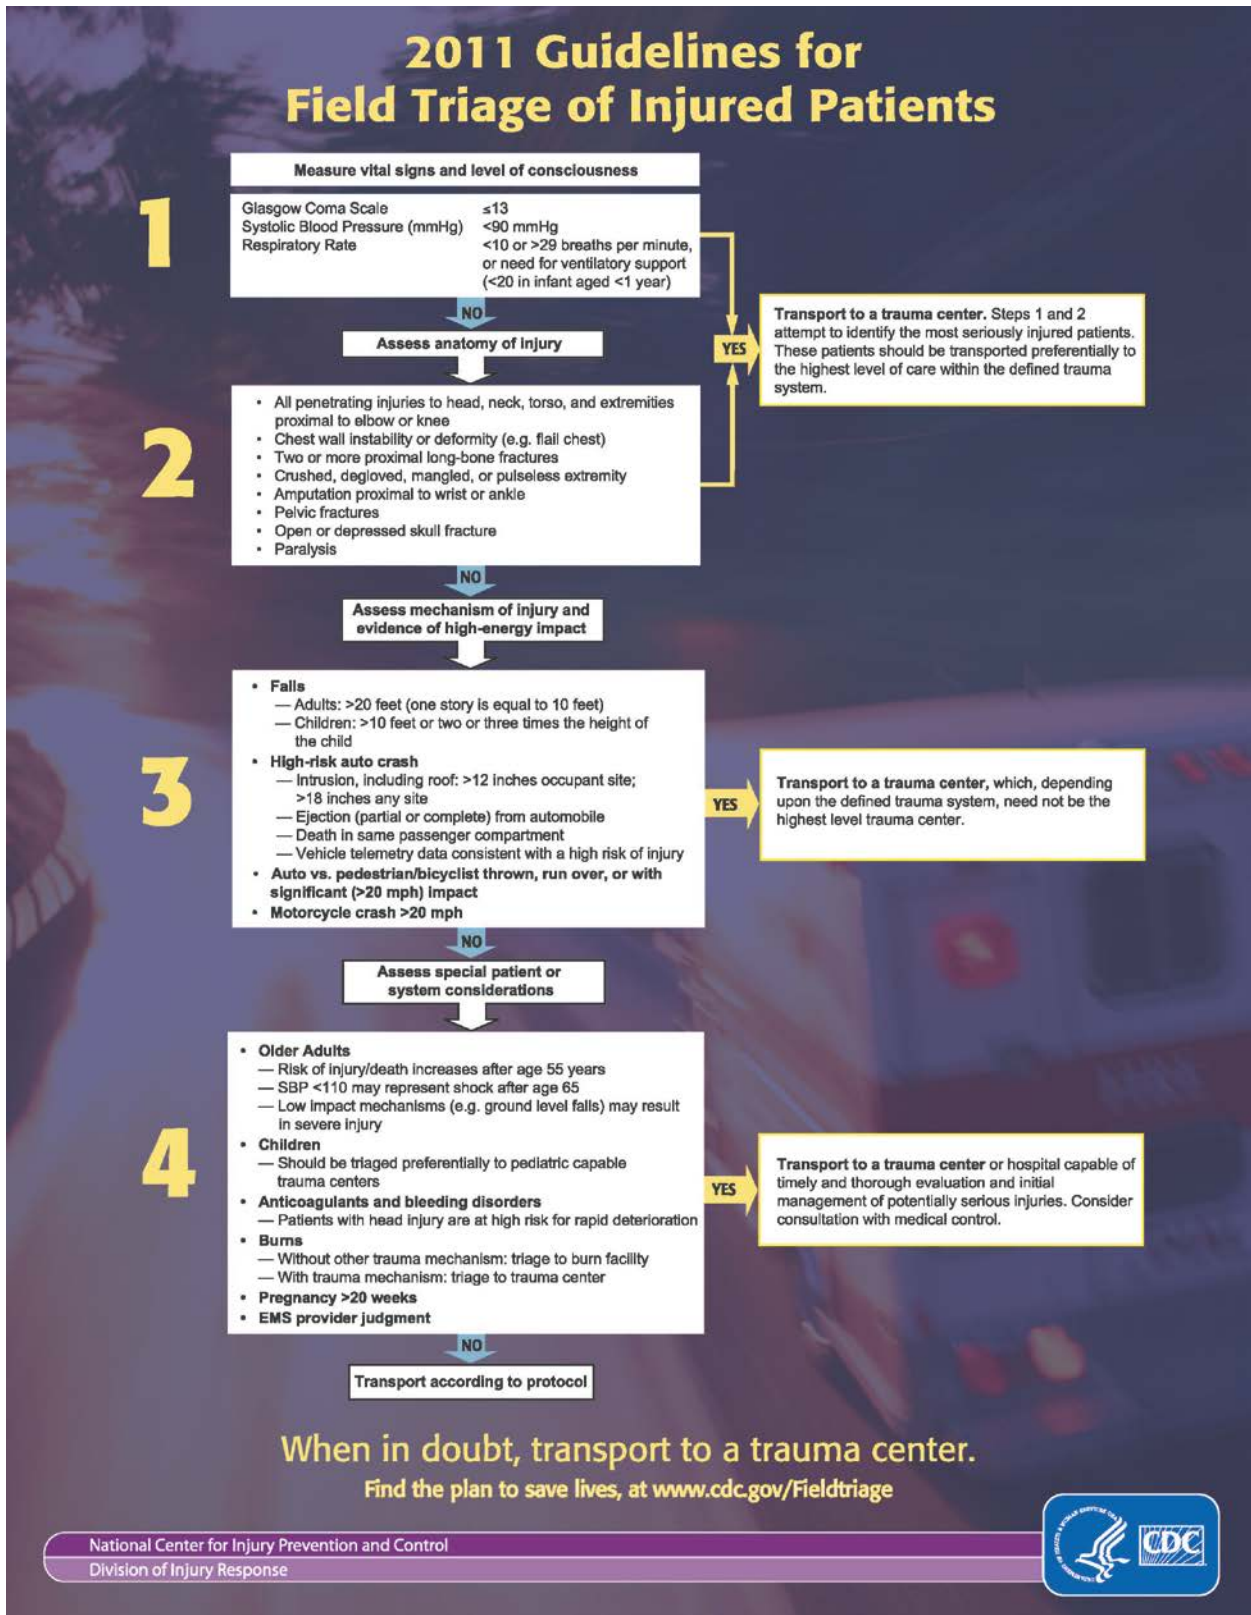 2011 Guidelines for
Field Triage of Injured Patients
1
Measure vital signs and level of consciousness
Glasgow Coma Scale ≤13
Systolic Blood Pressure (mmHg) <90 mmHg
Respiratory Rate <10 or >29 breaths per minute,
or need for ventilatory support
(<20 in infant aged <1 year)
NO
YES
Transport to a trauma center. Steps 1 and 2
attempt to identify the most seriously injured patients.
These patients should be transported preferentially to
the highest level of care within the defined trauma
system.
Assess anatomy of injury
2
• All penetrating injuries to head, neck, torso, and extremities
proximal to elbow or knee
• Chest wall instability or deformity (e.g. flail chest)
• Two or more proximal long-bone fractures
• Crushed, degloved, mangled, or pulseless extremity
• Amputation proximal to wrist or ankle
• Pelvic fractures
• Open or depressed skull fracture
• Paralysis
NO
Assess mechanism of injury and
evidence of high-energy impact
3
• Falls
— Adults: >20 feet (one story is equal to 10 feet)
— Children: >10 feet or two or three times the height of
the child
• High-risk auto crash
— Intrusion, including roof: >12 inches occupant site;
>18 inches any site
— Ejection (partial or complete) from automobile
— Death in same passenger compartment
— Vehicle telemetry data consistent with a high risk of injury
• Auto vs. pedestrian/bicyclist thrown, run over, or with
significant (>20 mph) impact
• Motorcycle crash >20 mph
YES
Transport to a trauma center, which, depending
upon the defined trauma system, need not be the
highest level trauma center.
NO
Assess special patient or
system considerations
4
• Older Adults
— Risk of injury/death increases after age 55 years
— SBP <110 may represent shock after age 65
— Low impact mechanisms (e.g. ground level falls) may result
in severe injury
• Children
— Should be triaged preferentially to pediatric capable
trauma centers
• Anticoagulants and bleeding disorders
— Patients with head injury are at high risk for rapid deterioration
• Burns
— Without other trauma mechanism: triage to burn facility
— With trauma mechanism: triage to trauma center
• Pregnancy >20 weeks
• EMS provider judgment
YES
Transport to a trauma center or hospital capable of
timely and thorough evaluation and initial
management of potentially serious injuries. Consider
consultation with medical control.
NO
Transport according to protocol
When in doubt, transport to a trauma center.
Find the plan to save lives, at www.cdc.gov/Fieldtriage
National Center for Injury Prevention and Control
Division of Injury Response
CDC